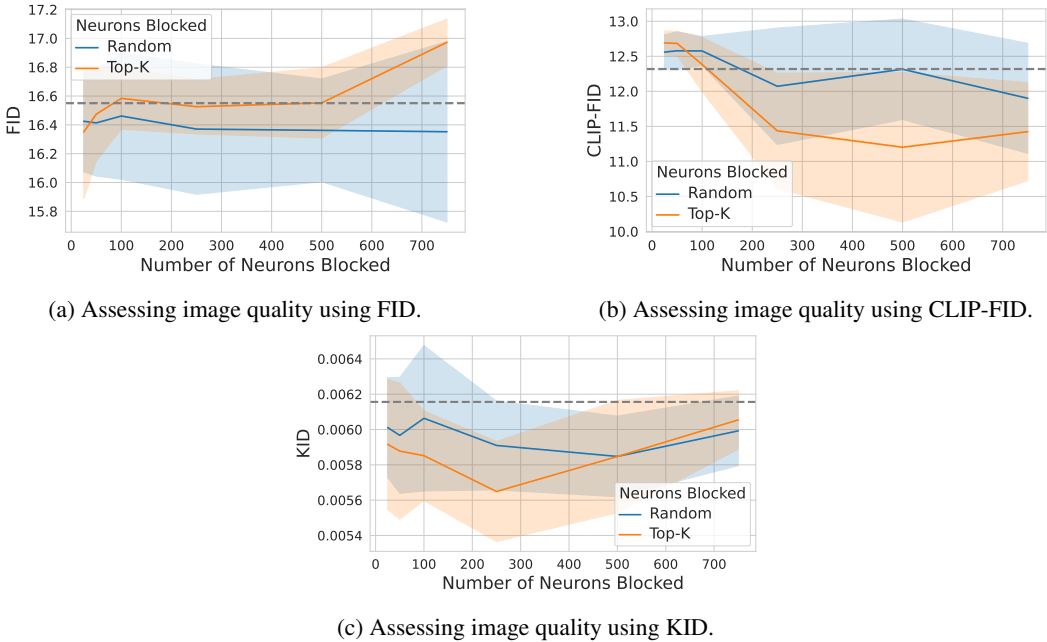 17.2
17.0
16.8
16.6
16.4
16.2
16.0
15.8
FID
Neurons Blocked
Random
Top-K
0 100 200 300 400 500 600 700
Number of Neurons Blocked
(a) Assessing image quality using FID.
13.0
12.5
12.0
11.5
11.0
10.5
10.0
CLIP-FID
Neurons Blocked
Random
Top-K
0 100 200 300 400 500 600 700
Number of Neurons Blocked
(b) Assessing image quality using CLIP-FID.
0.0064
0.0062
0.0060
0.0058
0.0056
0.0054
KID
Neurons Blocked
Random
Top-K
0 100 200 300 400 500 600 700
Number of Neurons Blocked
(c) Assessing image quality using KID.